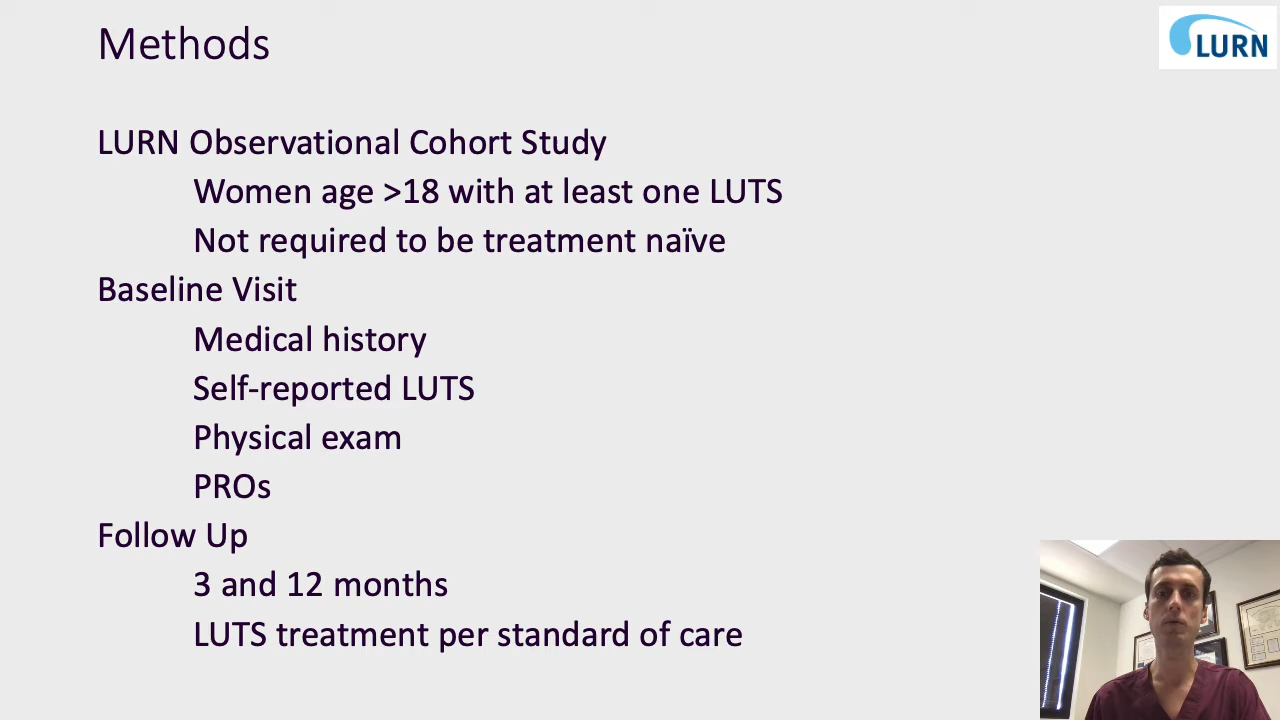 Methods
LURN
LURN Observational Cohort Study
Women age >18 with at least one LUTS
Not required to be treatment naïve
Baseline Visit
Medical history
Self-reported LUTS
Physical exam
PROs
Follow Up
3 and 12 months
LUTS treatment per standard of care